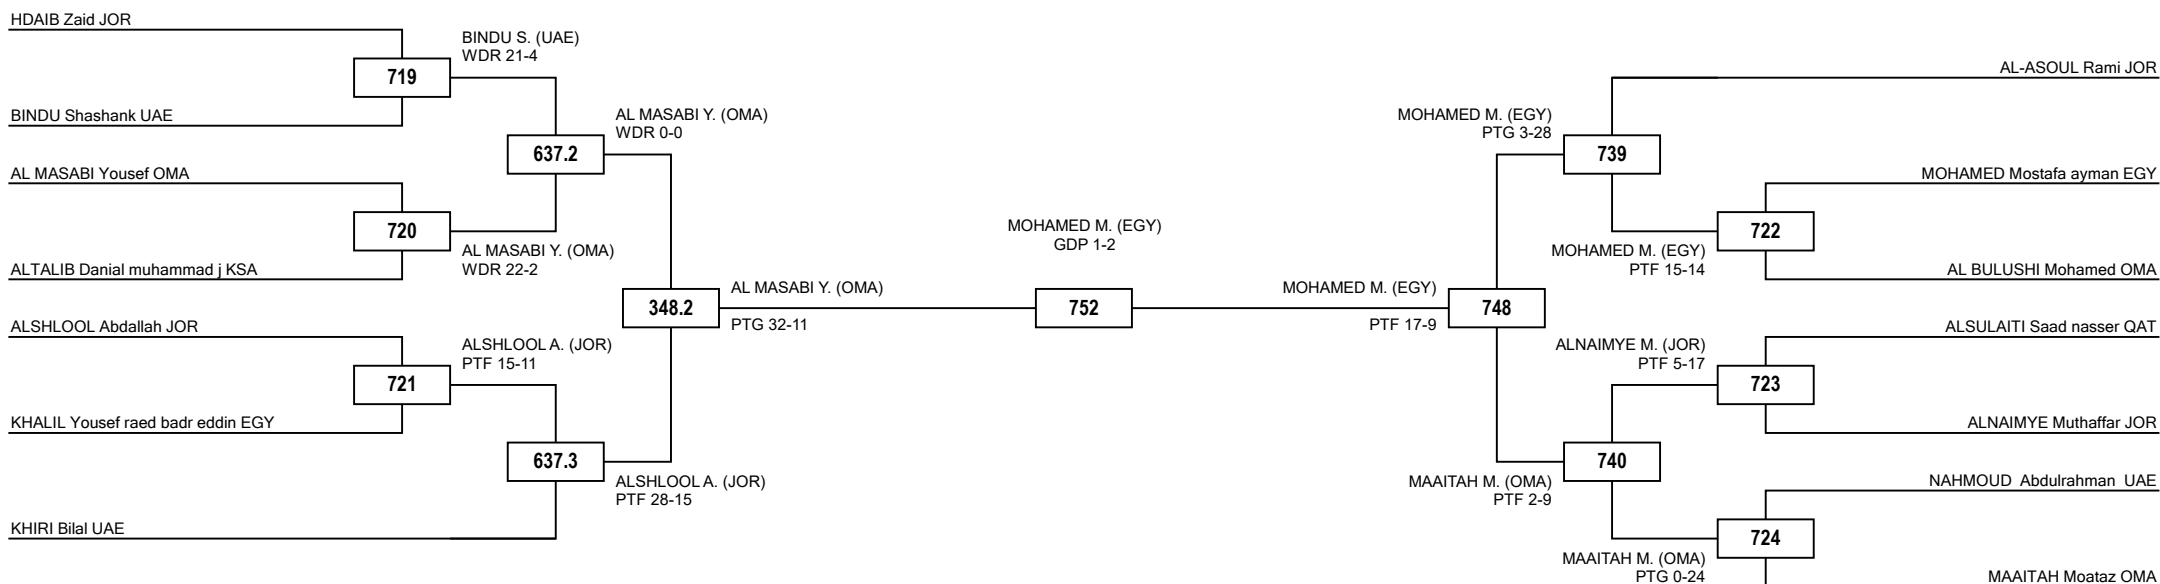 HDAIB Zaid JOR
BINDU S. (UAE)
WDR 21-4
719
BINDU Shashank UAE
AL MASABI Y. (OMA)
WDR 0-0
637.2
AL MASABI Yousef OMA
720
AL MASABI Y. (OMA)
WDR 22-2
ALTALIB Danial muhammad j KSA
348.2
AL MASABI Y. (OMA)
PTG 32-11
ALSHLOOL Abdallah JOR
ALSHLOOL A. (JOR)
PTF 15-11
721
KHALIL Yousef raed badr eddin EGY
637.3
ALSHLOOL A. (JOR)
PTF 28-15
KHIRI Bilal UAE
MOHAMED M. (EGY)
GDP 1-2
752
AL-ASOUL Rami JOR
MOHAMED M. (EGY)
PTG 3-28
739
MOHAMED Mostafa ayman EGY
722
MOHAMED M. (EGY)
PTF 15-14
AL BULUSHI Mohamed OMA
MOHAMED M. (EGY)
748
PTF 17-9
ALSULAITI Saad nasser QAT
ALNAIMYE M. (JOR)
PTF 5-17
723
ALNAIMYE Muthaffar JOR
740
MAAITAH M. (OMA)
PTF 2-9
NAHMOUD Abdulrahman UAE
724
MAAITAH M. (OMA)
PTG 0-24
MAAITAH Moataz OMA